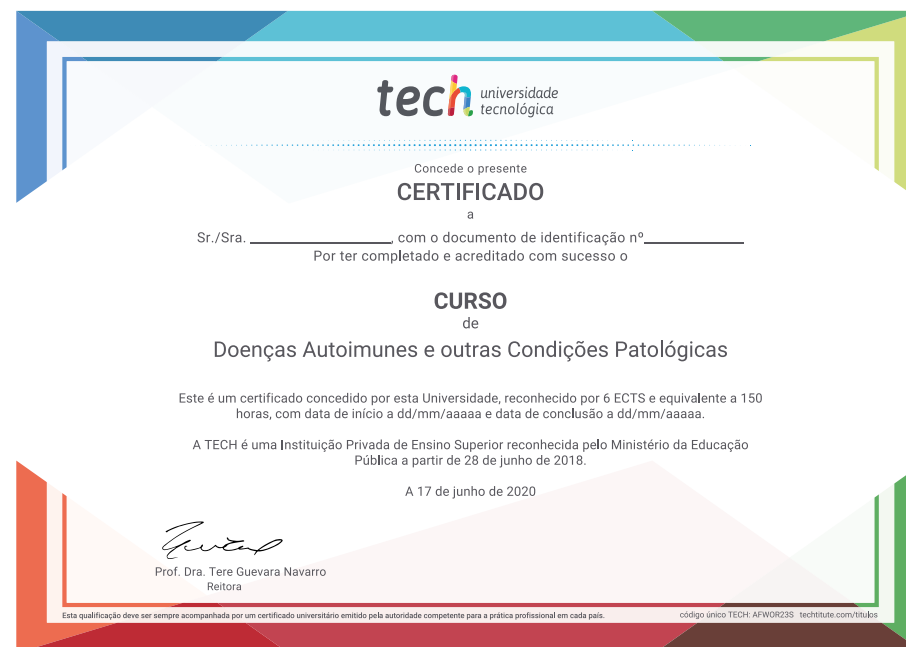 tech universidade
tecnológica
Concede o presente
CERTIFICADO
a
Sr./Sra. ____________________, com o documento de identificação nº______________
Por ter completado e acreditado com sucesso o
CURSO
de
Doenças Autoimunes e outras Condições Patológicas
Este é um certificado concedido por esta Universidade, reconhecido por 6 ECTS e equivalente a 150
horas, com data de início a dd/mm/aaaaa e data de conclusão a dd/mm/aaaaa.
A TECH é uma Instituição Privada de Ensino Superior reconhecida pelo Ministério da Educação
Pública a partir de 28 de junho de 2018.
A 17 de junho de 2020
Prof. Dra. Tere Guevara Navarro
Reitora
Esta qualificação deve ser sempre acompanhada por um certificado universitário emitido pela autoridade competente para a prática profissional em cada país.
código único TECH: AFWOR23S techtitute.com/titulos